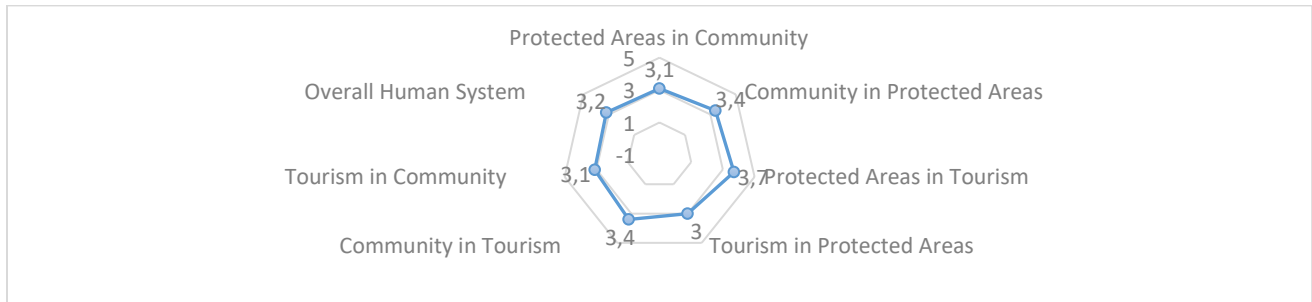 Protected Areas in Community
5
3,1
Overall Human System
3
Community in Protected Areas
3,2
3,4
1
-1
Tourism in Community
3,1
3,7
Protected Areas in Tourism
Community in Tourism
3,4
3
Tourism in Protected Areas